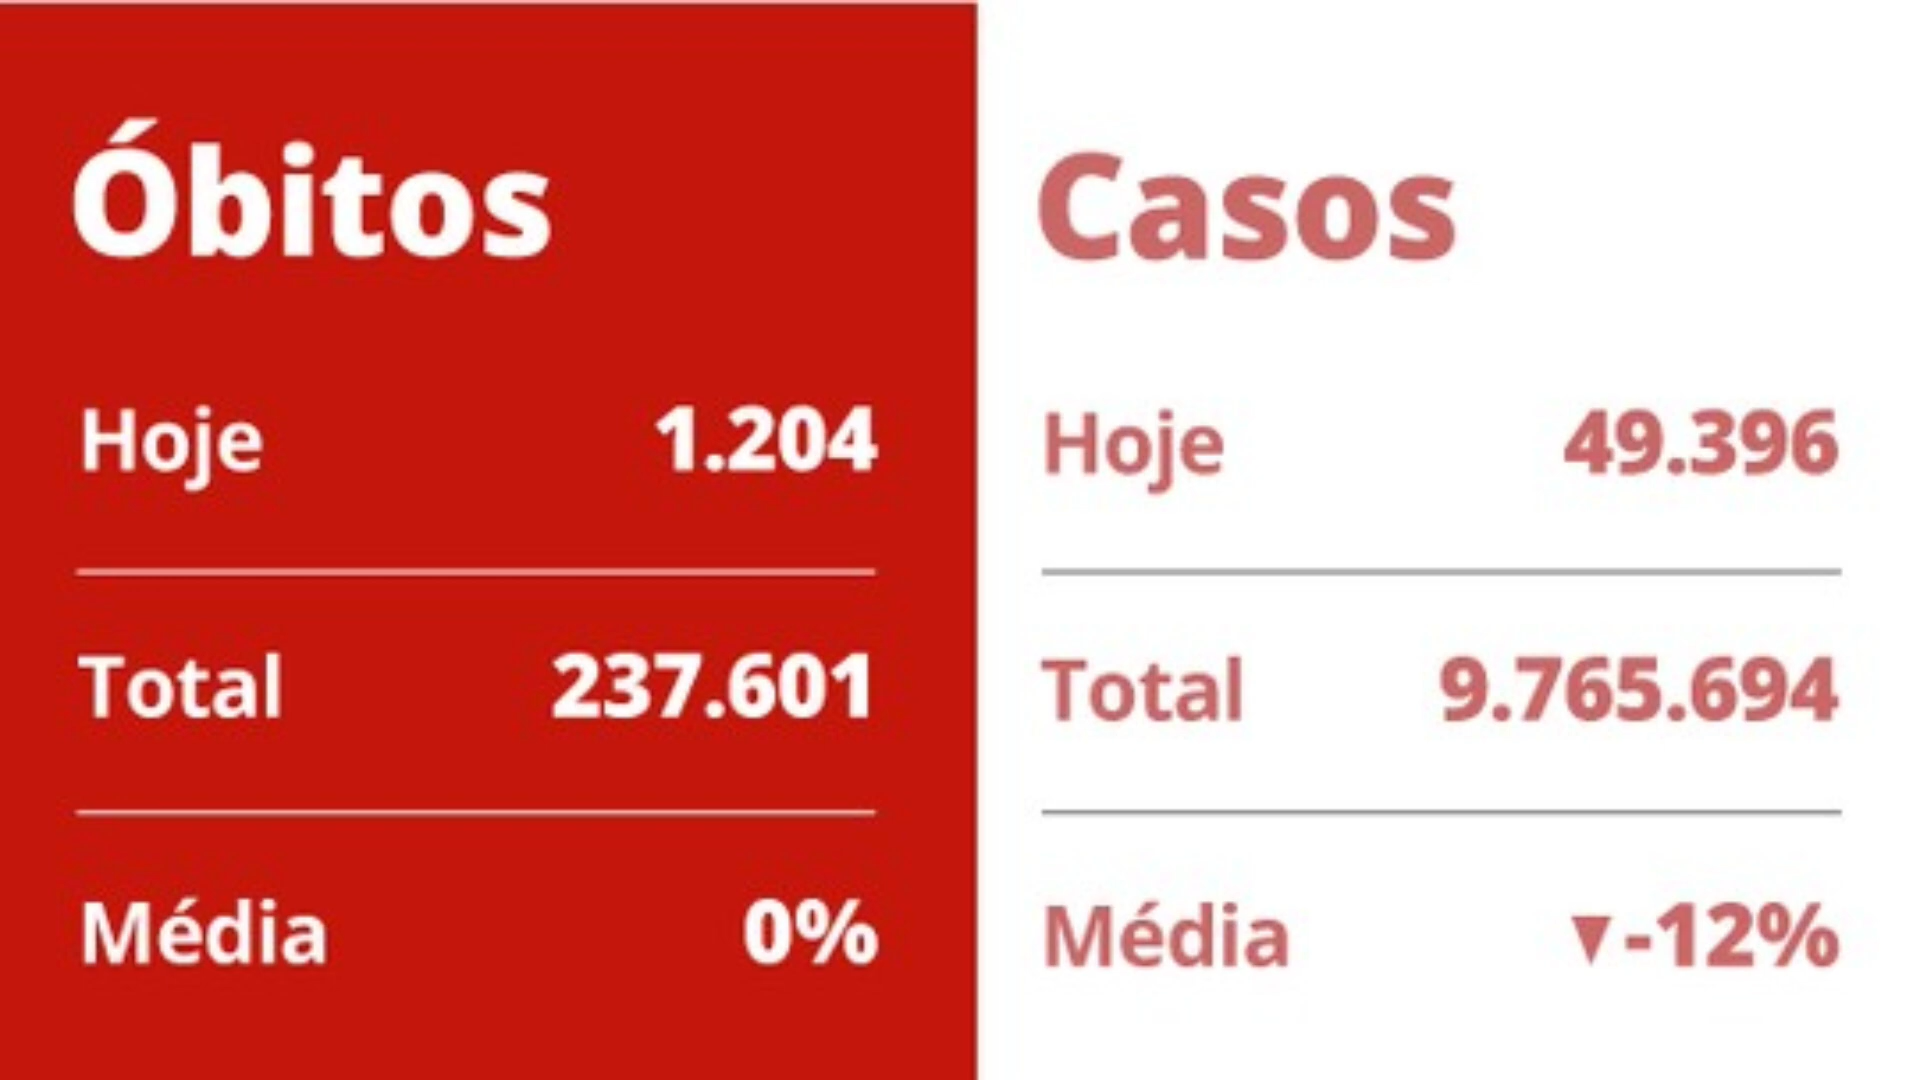 Óbitos
Hoje 1.204
Total 237.601
Média 0%
Casos
Hoje 49.396
Total 9.765.694
Média ▼-12%